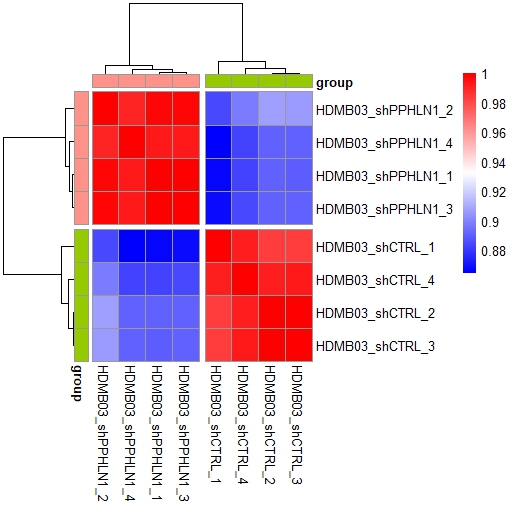 group
1
0.98
0.96
0.94
0.92
0.9
0.88
HDMB03_shPPHLN1_2
HDMB03_shPPHLN1_4
HDMB03_shPPHLN1_1
HDMB03_shPPHLN1_3
HDMB03_shCTRL_1
HDMB03_shCTRL_4
HDMB03_shCTRL_2
HDMB03_shCTRL_3
group
HDMB03_shPPHLN1_2
HDMB03_shPPHLN1_4
HDMB03_shPPHLN1_1
HDMB03_shPPHLN1_3
HDMB03_shCTRL_1
HDMB03_shCTRL_4
HDMB03_shCTRL_2
HDMB03_shCTRL_3